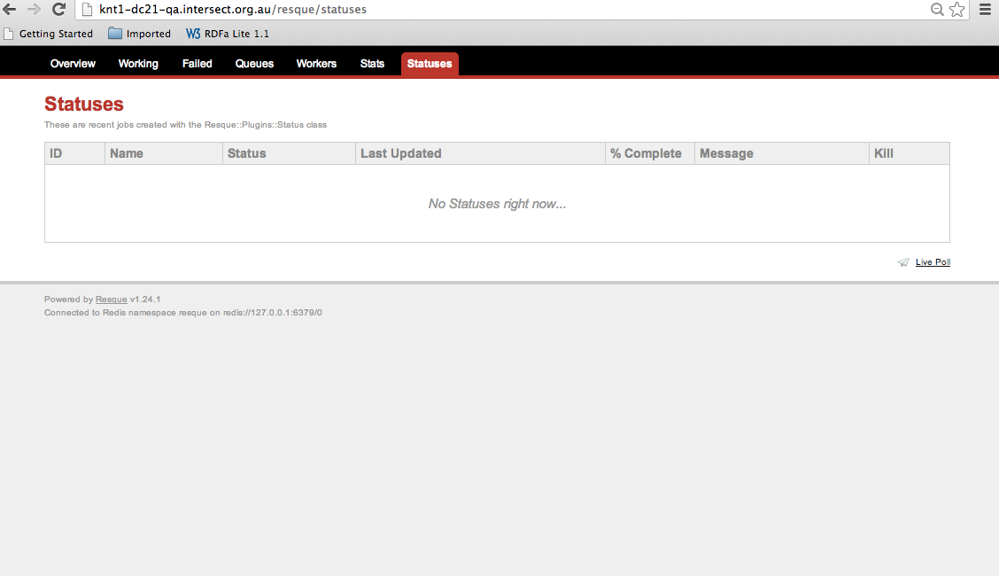 knt1-dc21-qa.intersect.org.au/resque/statuses
Getting Started Imported W3 RDFa Lite 1.1
Overview Working Failed Queues Workers Stats Statuses
Statuses
These are recent jobs created with the Resque::Plugins::Status class
ID Name Status Last Updated % Complete Message Kill
No Statuses right now...
Live Poll
Powered by Resque v1.24.1
Connected to Redis namespace resque on redis://127.0.0.1:6379/0